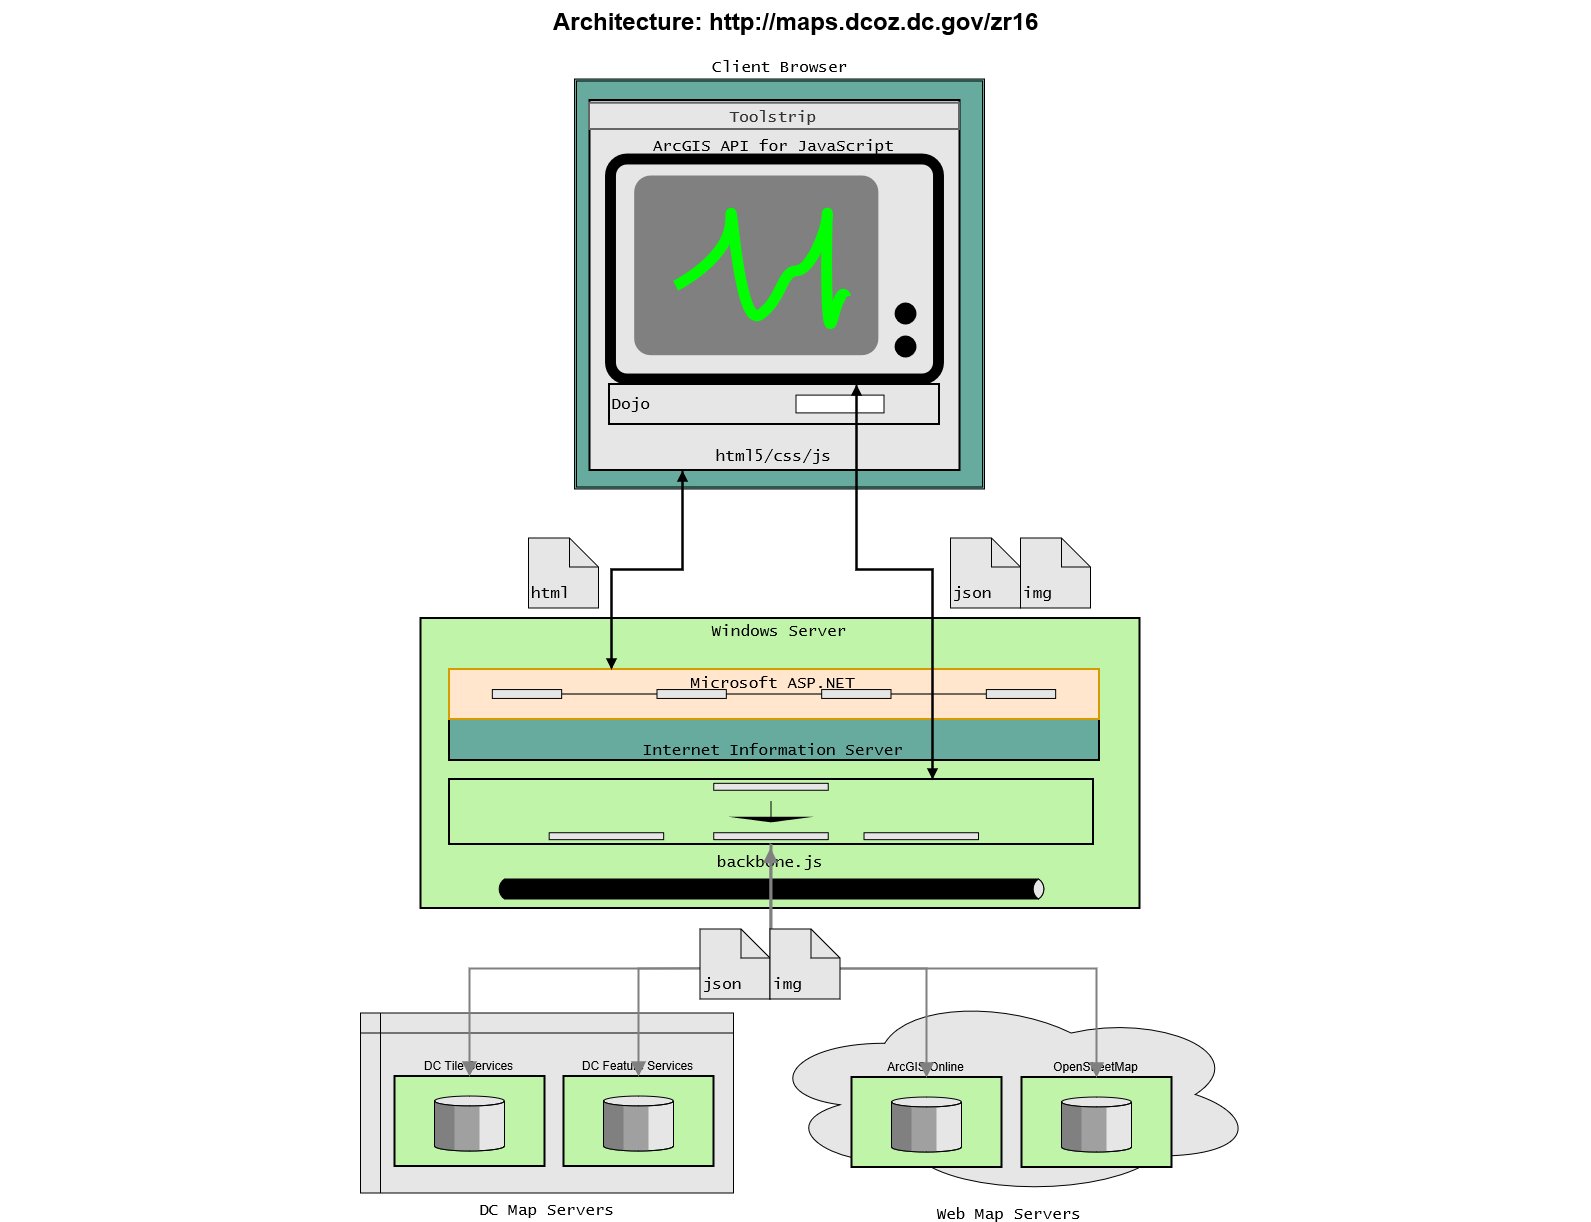 Architecture: http://maps.dcoz.dc.gov/zr16
Client Browser
Toolstrip
ArcGIS API for JavaScript
Dojo
html5/css/js
html
json
img
Windows Server
Microsoft ASP.NET
Internet Information Server
backbone.js
json
img
DC Tile Services
DC Feature Services
ArcGIS Online
OpenStreetMap
DC Map Servers
Web Map Servers